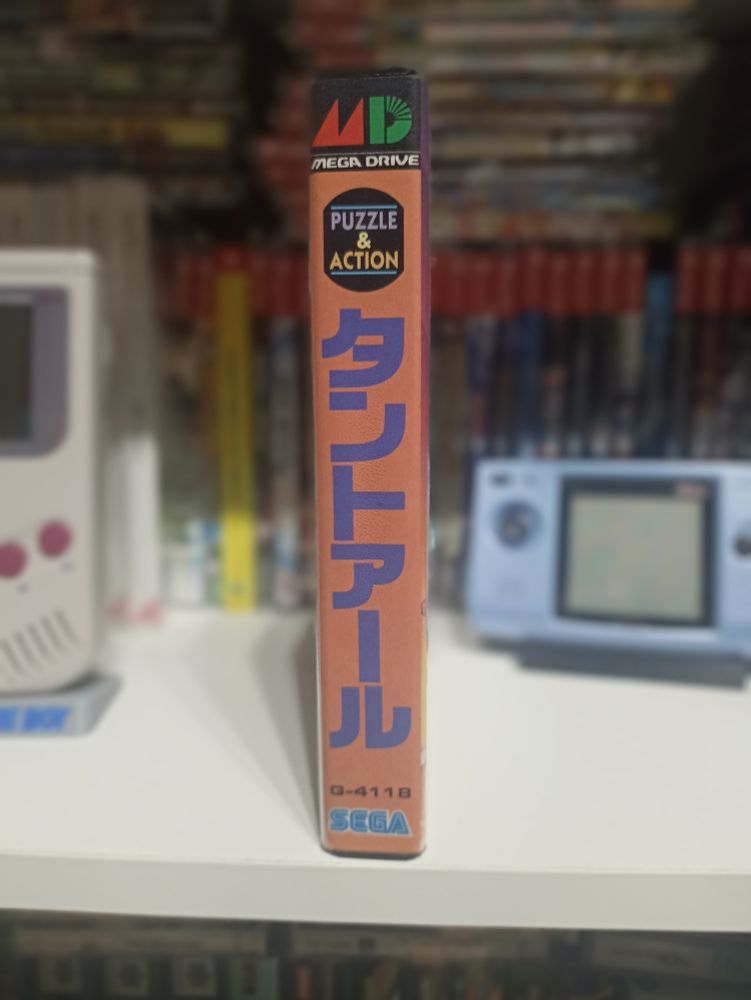 MD
MEGA DRIVE
PUZZLE
&
ACTION
タントアール
G-4118
SEGA